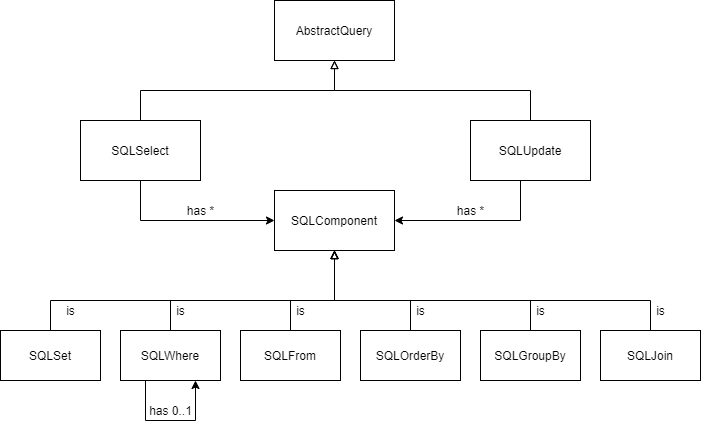 AbstractQuery
SQLSelect
SQLUpdate
has *
SQLComponent
has *
is
is
is
is
is
is
SQLSet
SQLWhere
SQLFrom
SQLOrderBy
SQLGroupBy
SQLJoin
has 0..1